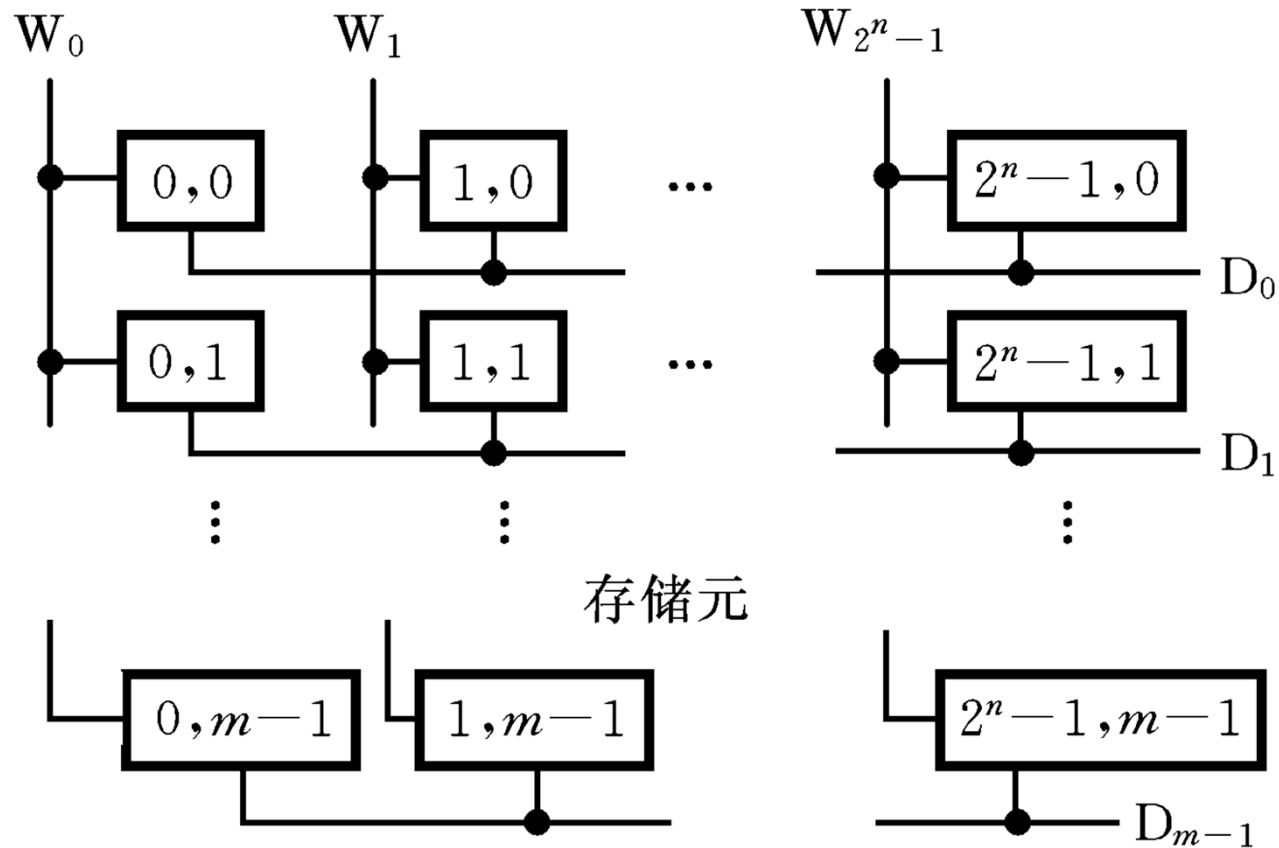 W₀ W₁ W₂ⁿ₋₁
0,0 1,0 ··· 2ⁿ−1,0
D₀
0,1 1,1 ··· 2ⁿ−1,1
D₁
⋮ ⋮ ⋮
存储元
0,m−1 1,m−1 2ⁿ−1,m−1
Dₘ₋₁